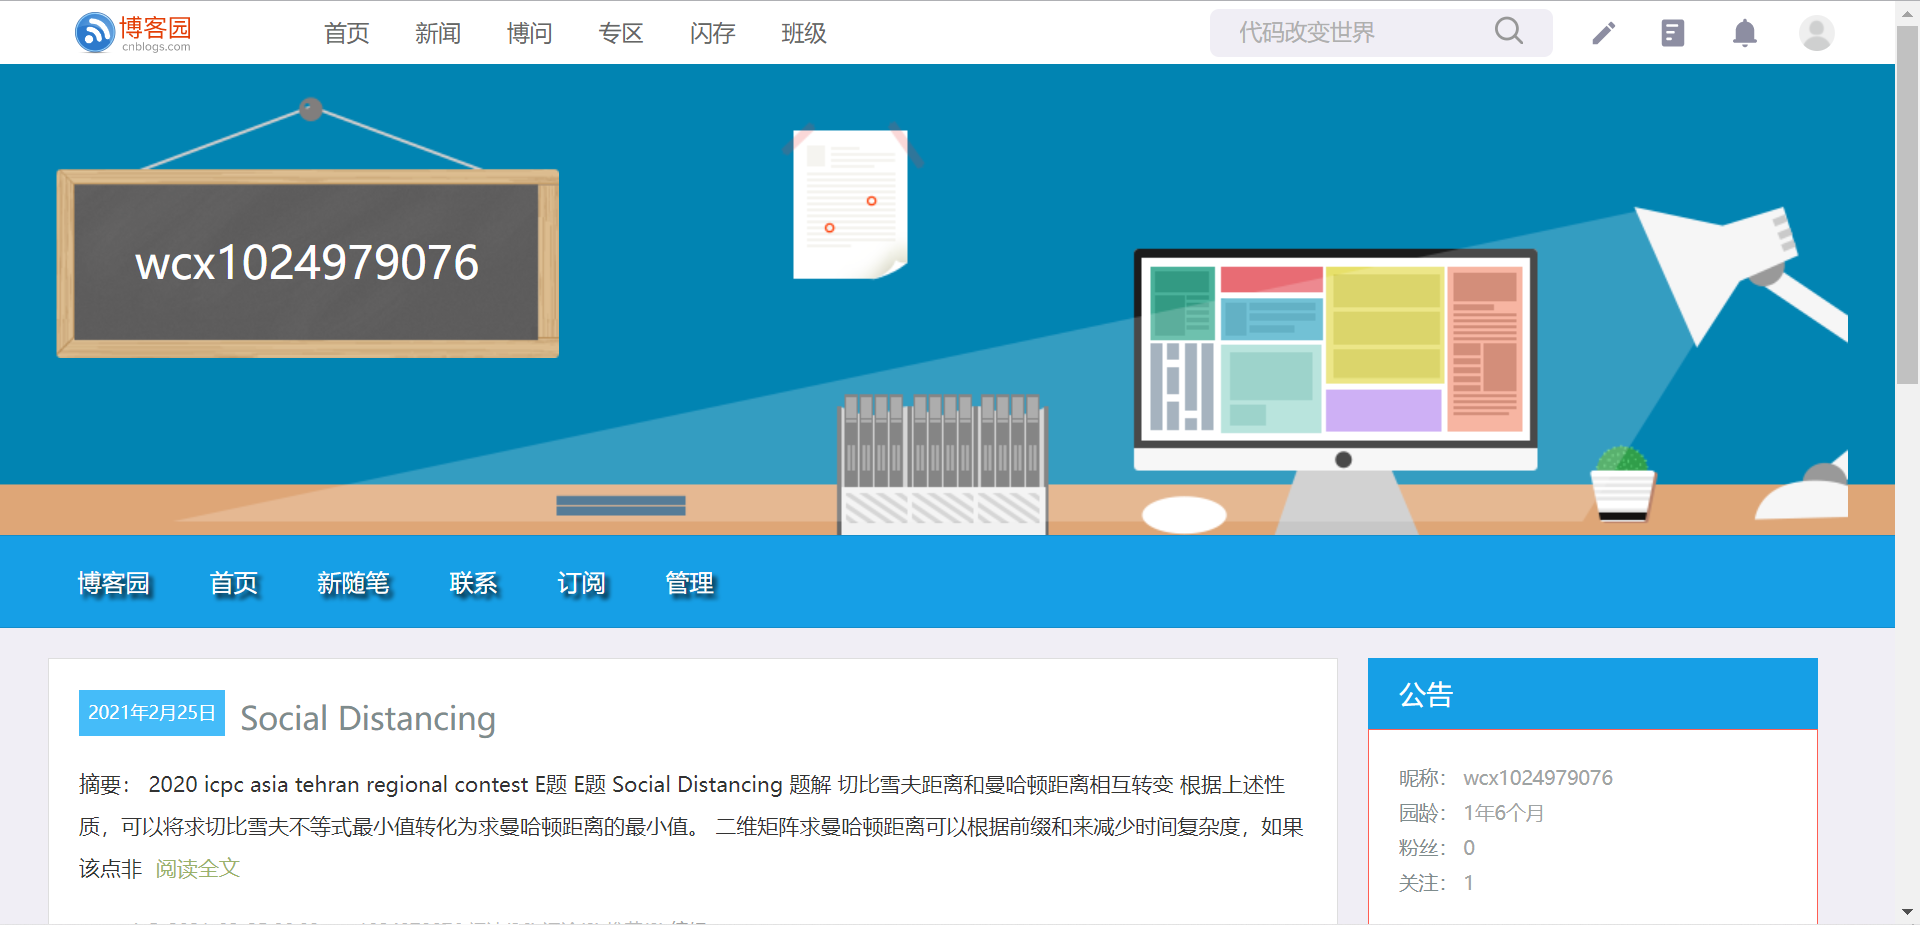 博客园
cnblogs.com
首页 新闻 博问 专区 闪存 班级
代码改变世界
wcx1024979076
博客园 首页 新随笔 联系 订阅 管理
2021年2月25日 Social Distancing
摘要： 2020 icpc asia tehran regional contest E题 E题 Social Distancing 题解 切比雪夫距离和曼哈顿距离相互转变 根据上述性
质，可以将求切比雪夫不等式最小值转化为求曼哈顿距离的最小值。 二维矩阵求曼哈顿距离可以根据前缀和来减少时间复杂度，如果
该点非 阅读全文
公告
昵称： wcx1024979076
园龄： 1年6个月
粉丝： 0
关注： 1